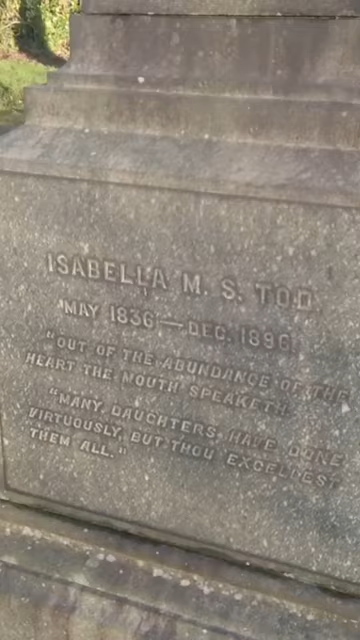 ISABELLA M. S. TOD.
MAY 1836 — DEC. 1896.
"OUT OF THE ABUNDANCE OF THE
HEART THE MOUTH SPEAKETH."
"MANY DAUGHTERS HAVE DONE
VIRTUOUSLY, BUT THOU EXCELLEST
THEM ALL."